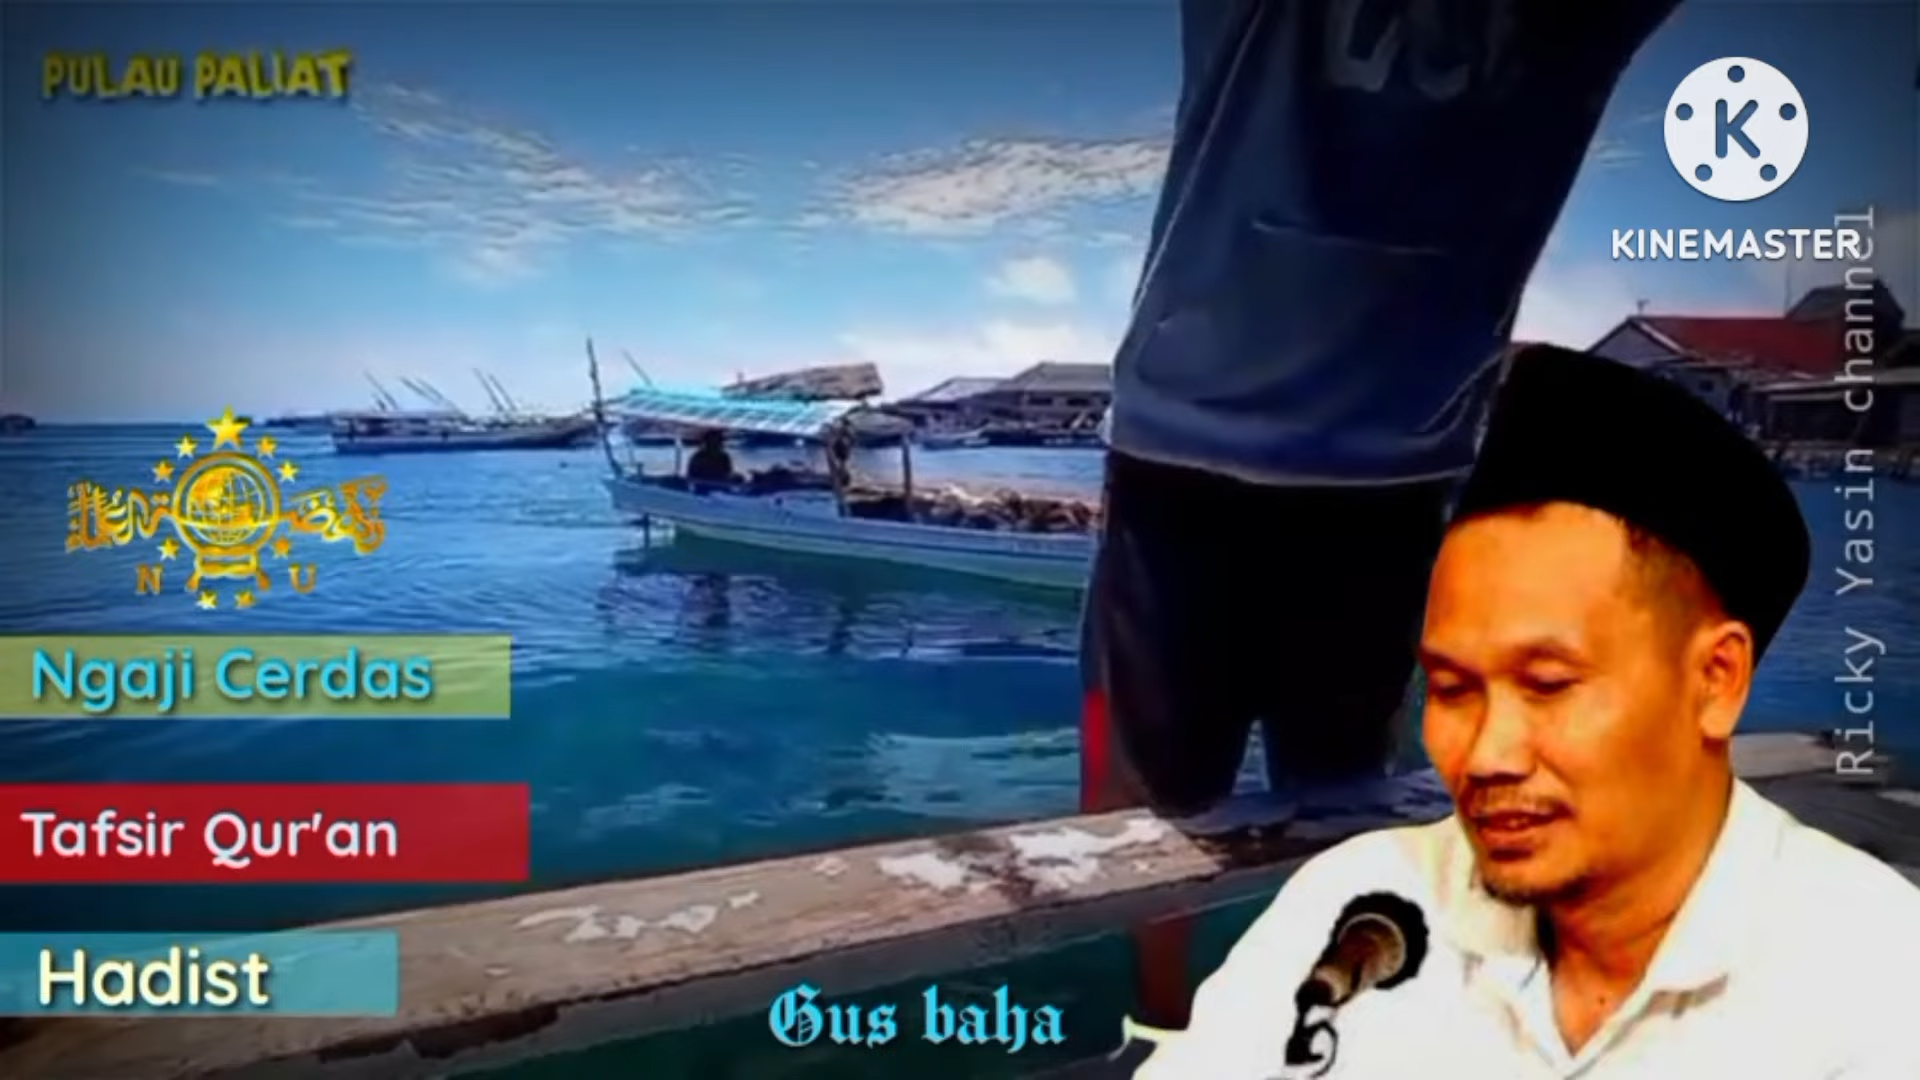 PULAU PALIAT
KINEMASTER
Ricky Yasin channel
N U
Ngaji Cerdas
Tafsir Qur'an
Hadist
Gus baha